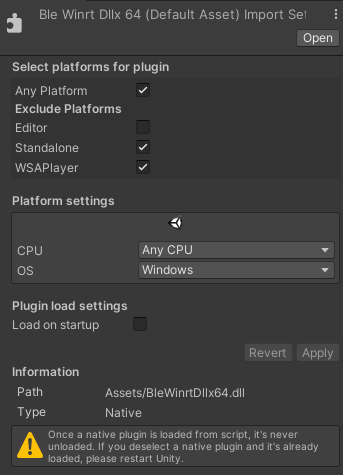 Ble Winrt Dllx 64 (Default Asset) Import Set
Open
Select platforms for plugin
Any Platform
Exclude Platforms
Editor
Standalone
WSAPlayer
Platform settings
CPU Any CPU
OS Windows
Plugin load settings
Load on startup
Revert Apply
Information
Path Assets/BleWinrtDllx64.dll
Type Native
Once a native plugin is loaded from script, it's never
unloaded. If you deselect a native plugin and it's already
loaded, please restart Unity.